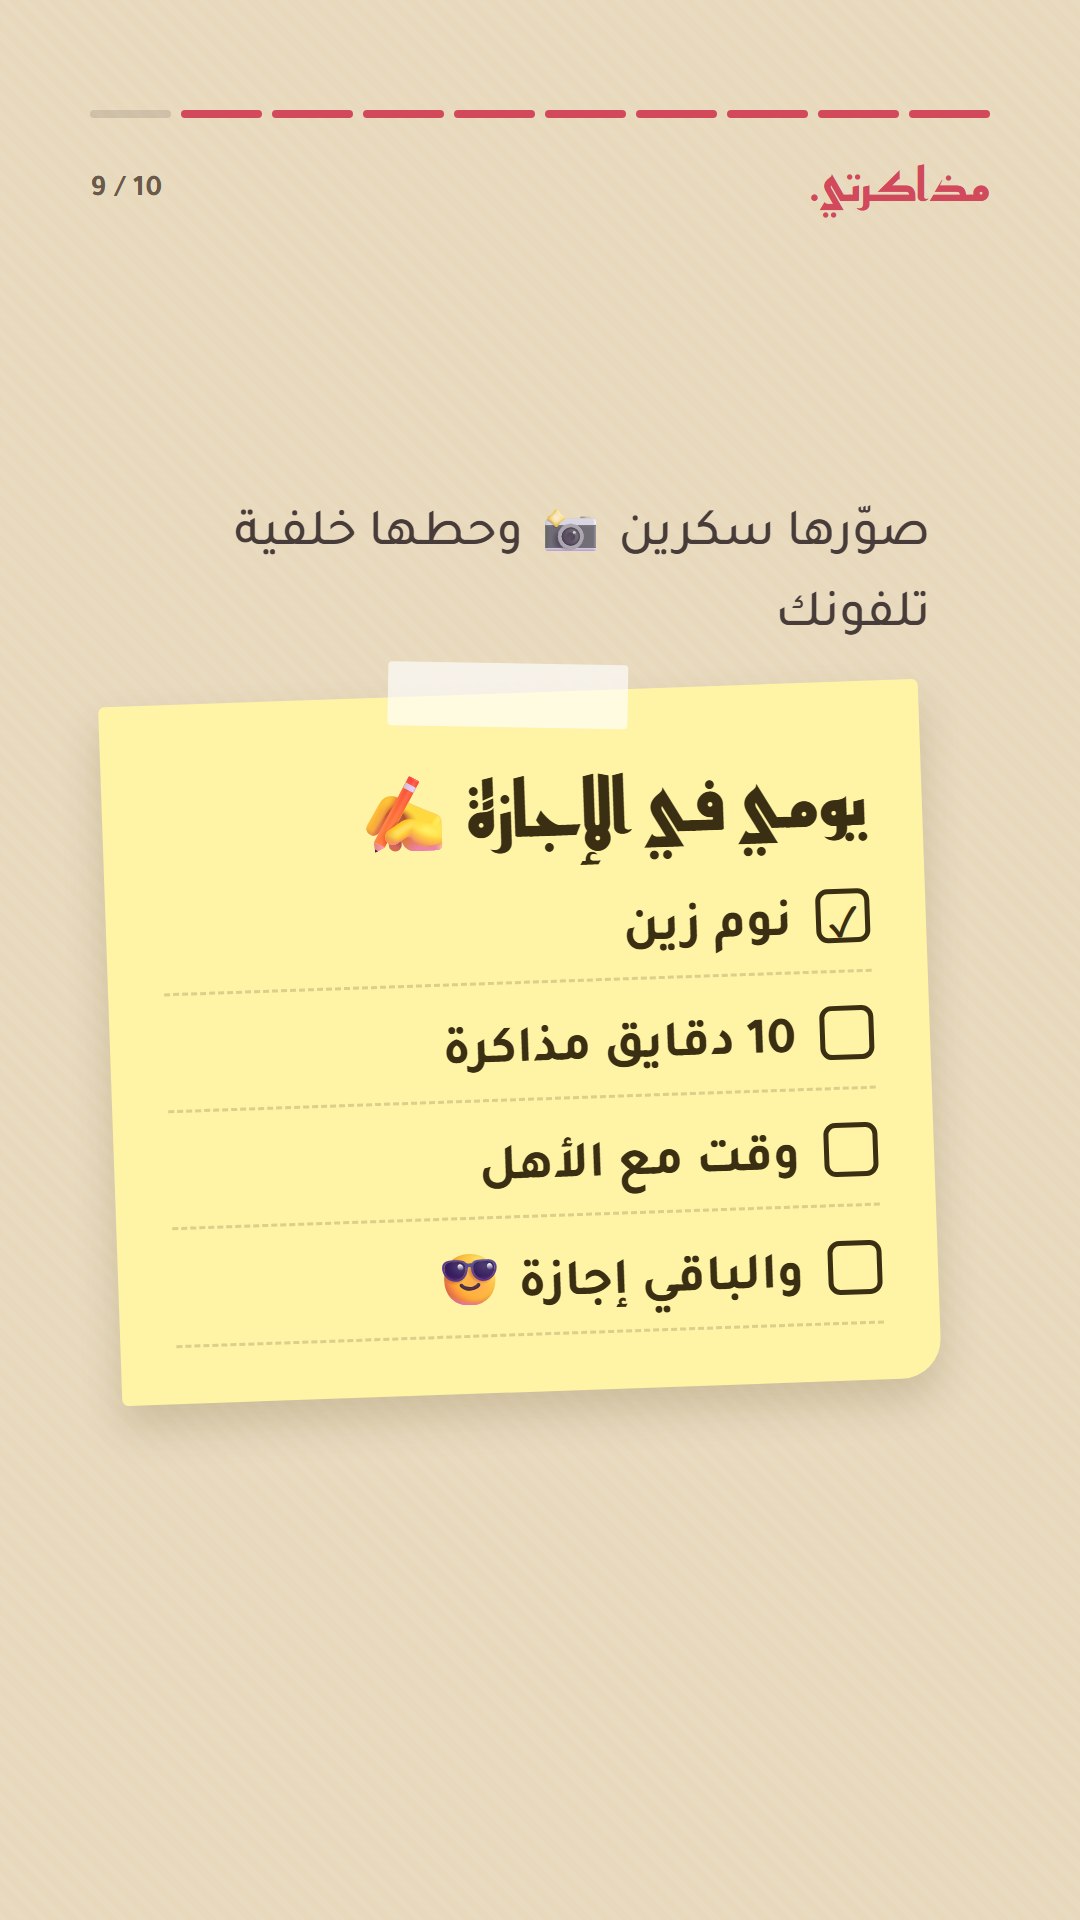 مذاكرتي.
9 / 10
صوّرها سكرين 📸 وحطها خلفية
تلفونك
يومي في الإجازة ✍️
✓ نوم زين
10 دقايق مذاكرة
وقت مع الأهل
والباقي إجازة 😎